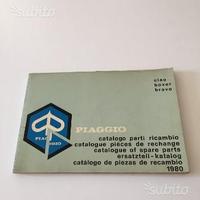 ciao
boxer
bravo
PIAGGIO
PIAGGIO
catalogo parti ricambio
catalogue pièces de rechange
catalogue of spare parts
ersatzteil-katalog
catálogo de piezas de recambio
1980
subito